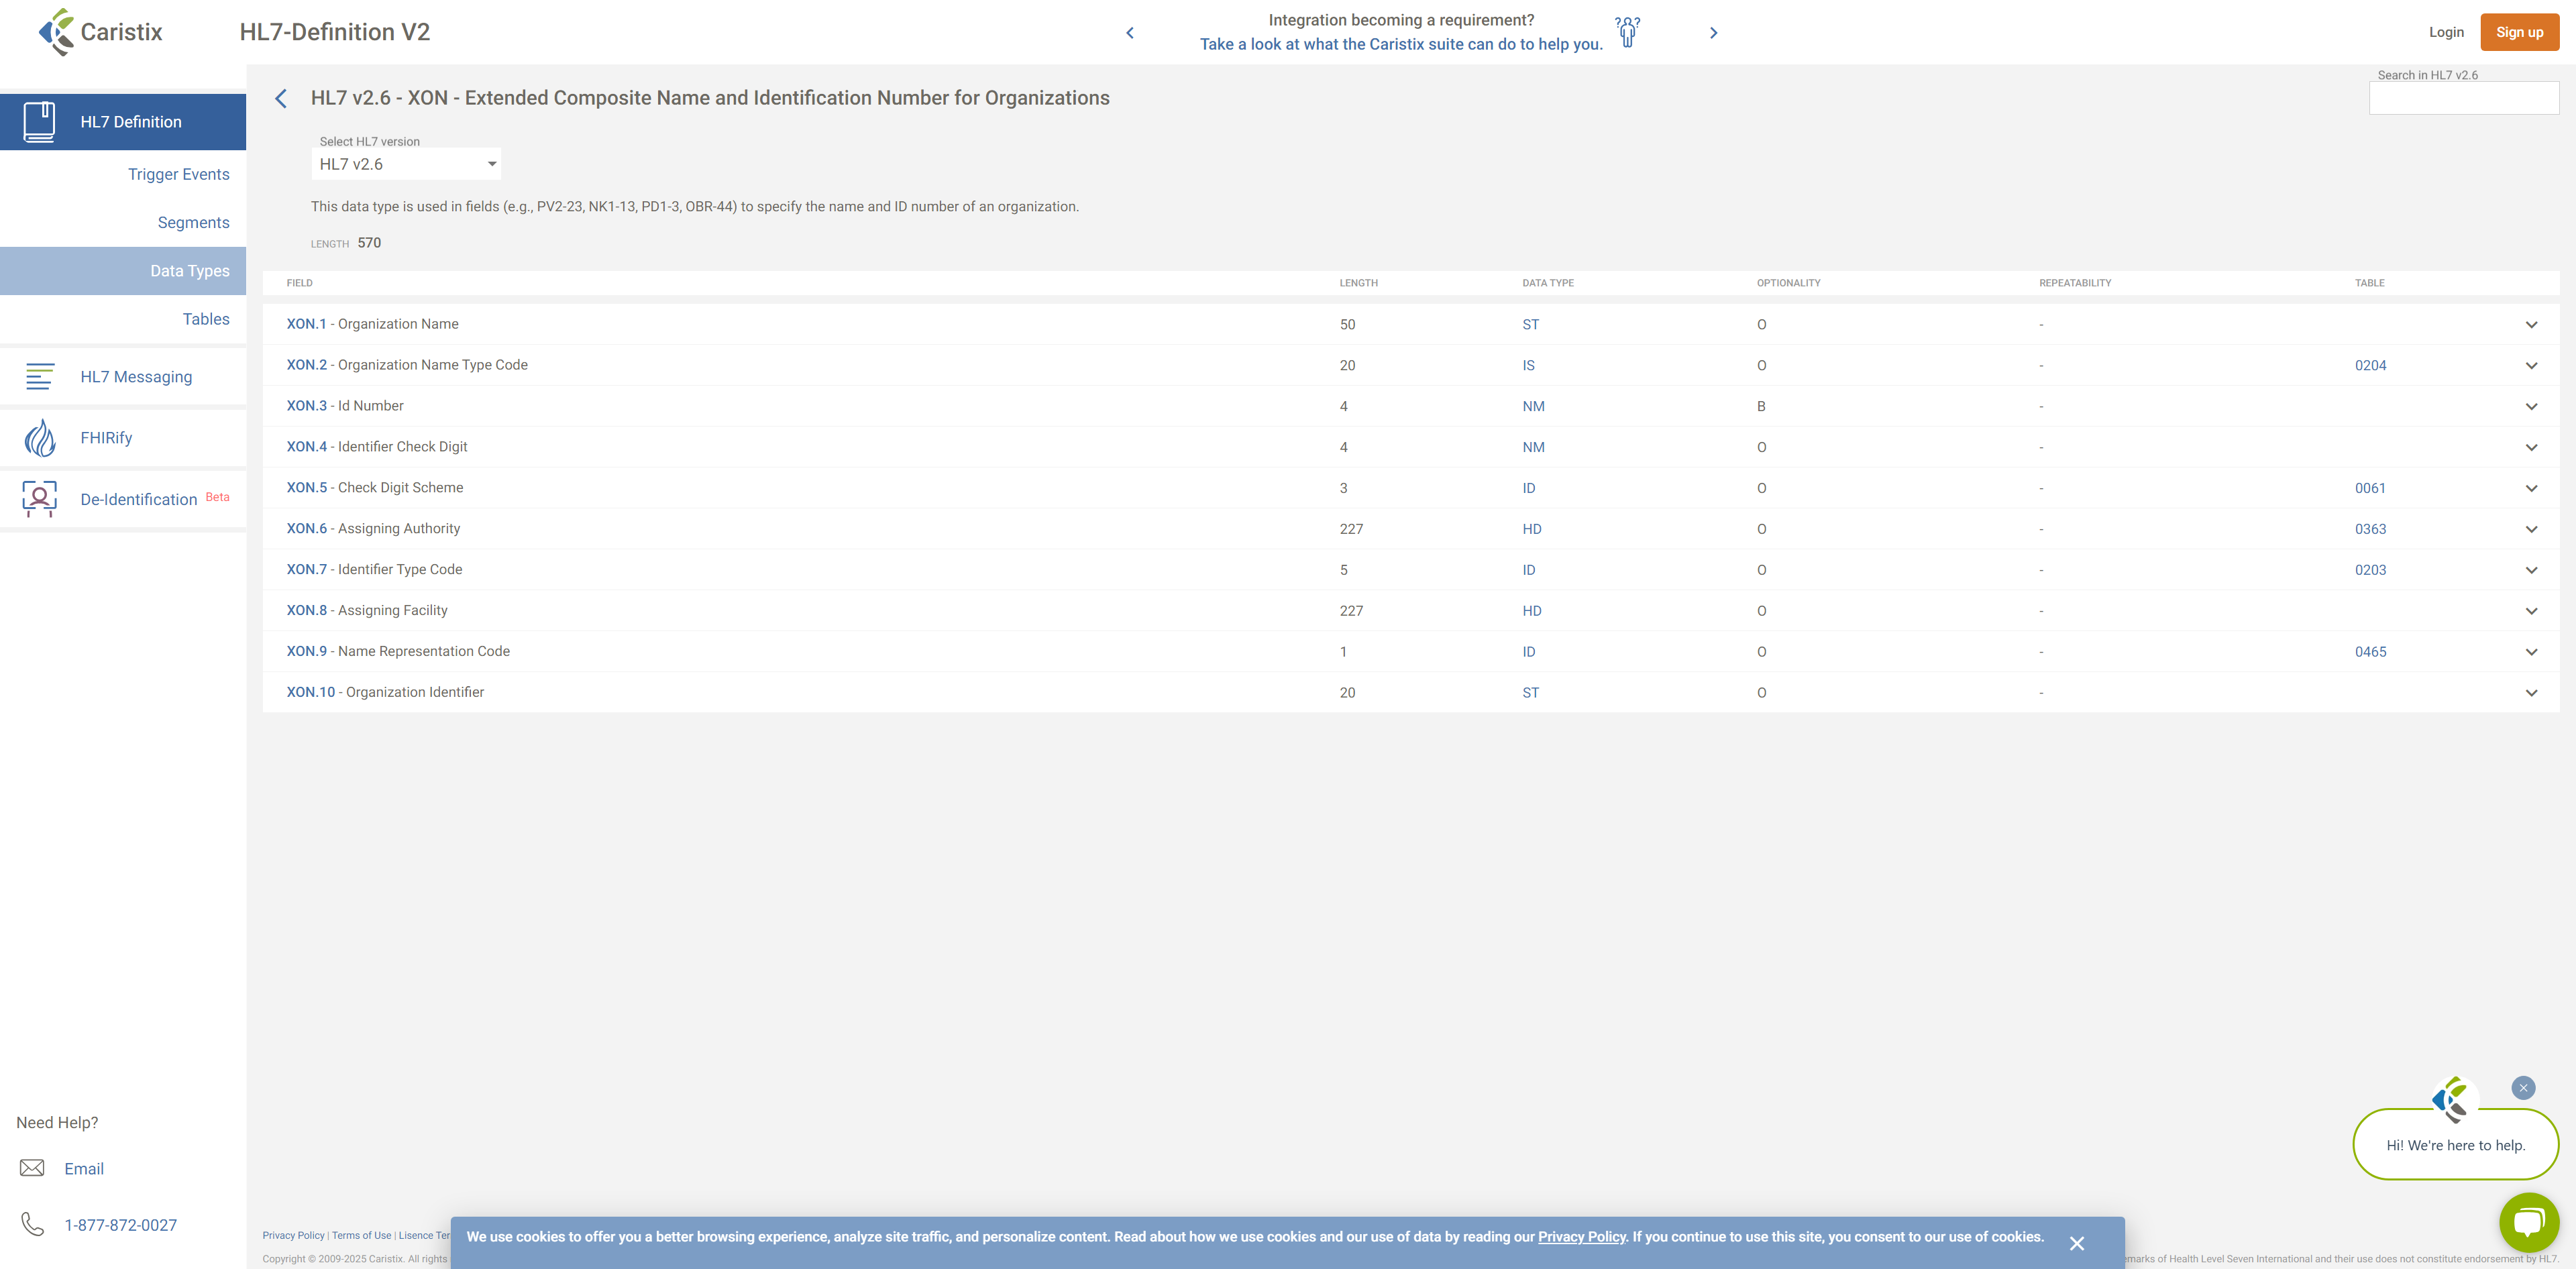 Caristix
HL7-Definition V2
Integration becoming a requirement?
Take a look at what the Caristix suite can do to help you.
Login
Sign up
HL7 Definition
Trigger Events
Segments
Data Types
Tables
HL7 Messaging
FHIRify
De-Identification Beta
Need Help?
Email
1-877-872-0027
HL7 v2.6 - XON - Extended Composite Name and Identification Number for Organizations
Search in HL7 v2.6
Select HL7 version
HL7 v2.6
This data type is used in fields (e.g., PV2-23, NK1-13, PD1-3, OBR-44) to specify the name and ID number of an organization.
LENGTH 570
FIELD LENGTH DATA TYPE OPTIONALITY REPEATABILITY TABLE
XON.1 - Organization Name 50 ST O -
XON.2 - Organization Name Type Code 20 IS O - 0204
XON.3 - Id Number 4 NM B -
XON.4 - Identifier Check Digit 4 NM O -
XON.5 - Check Digit Scheme 3 ID O - 0061
XON.6 - Assigning Authority 227 HD O - 0363
XON.7 - Identifier Type Code 5 ID O - 0203
XON.8 - Assigning Facility 227 HD O -
XON.9 - Name Representation Code 1 ID O - 0465
XON.10 - Organization Identifier 20 ST O -
Hi! We're here to help.
Privacy Policy | Terms of Use | Lisence Ter
We use cookies to offer you a better browsing experience, analyze site traffic, and personalize content. Read about how we use cookies and our use of data by reading our Privacy Policy. If you continue to use this site, you consent to our use of cookies.
Copyright © 2009-2025 Caristix. All rights
emarks of Health Level Seven International and their use does not constitute endorsement by HL7.